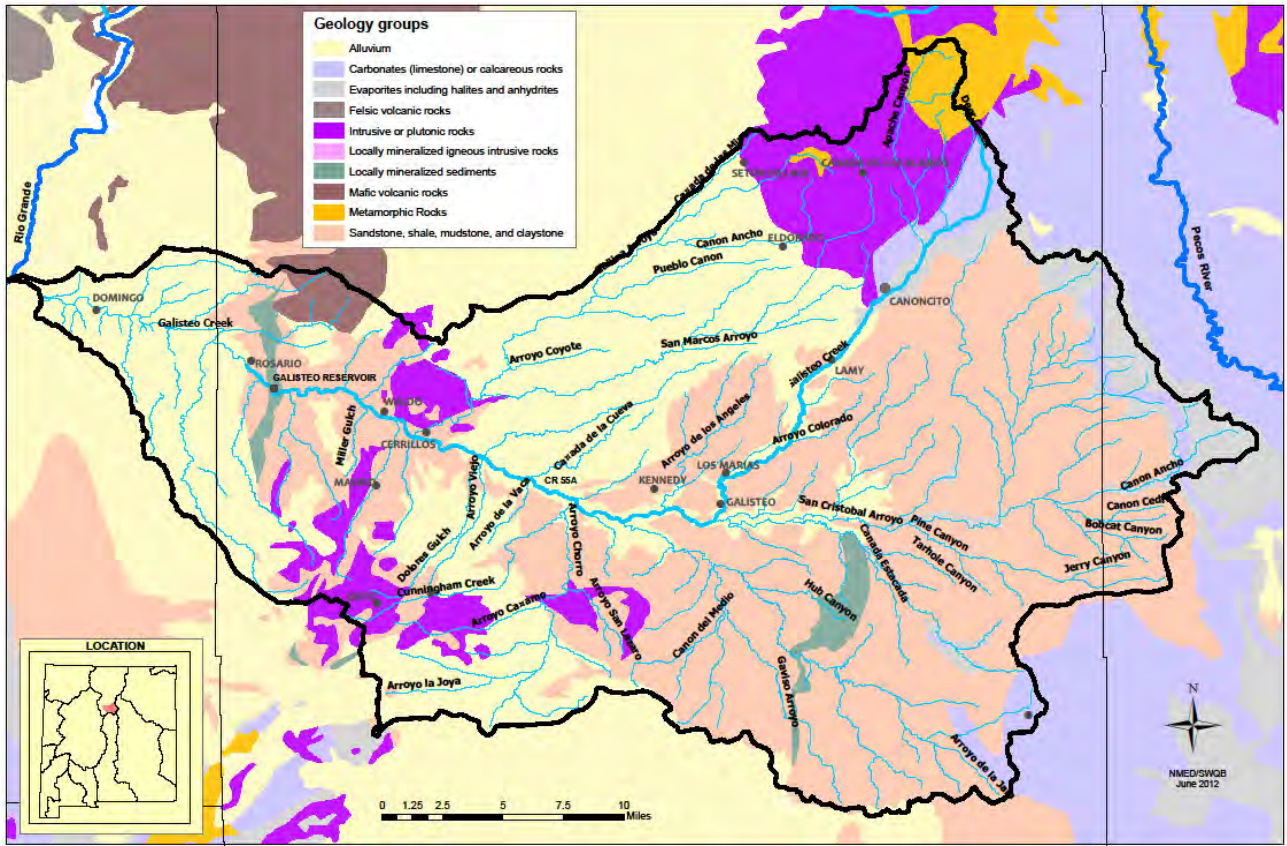 Geology groups
Alluvium
Carbonates (limestone) or calcareous rocks
Evaporites including halites and anhydrites
Felsic volcanic rocks
Intrusive or plutonic rocks
Locally mineralized igneous intrusive rocks
Locally mineralized sediments
Mafic volcanic rocks
Metamorphic Rocks
Sandstone, shale, mudstone, and claystone
Rio Grande
Pecos River
Apache Canyon
Canon Ancho
ELDORADO
Pueblo Canon
CANONCITO
DOMINGO
Galisteo Creek
San Marcos Arroyo
Arroyo Coyote
Galisteo Creek
LAMY
ROSARIO
GALISTEO RESERVOIR
WALDO
Miller Gulch
CERRILLOS
Caxada de la Cueva
Arroyo de los Angeles
Arroyo Colorado
LOS MARIAS
KENNEDY
CR 55A
Arroyo Viejo
Arroyo de la Vaca
GALISTEO
San Cristobal Arroyo
Pine Canyon
Tarhole Canyon
Canada Estacada
Canon Ancho
Bobcat Canyon
Jerry Canyon
Arroyo Chorro
Dolores Gulch
Cunningham Creek
Arroyo Caxamo
Arroyo San Lazaro
Canon del Medio
Hub Canyon
Gaviso Arroyo
Arroyo la Joya
Arroyo de la
LOCATION
N
NMED/SWQB
June 2012
0 1.25 2.5 5 7.5 10
Miles